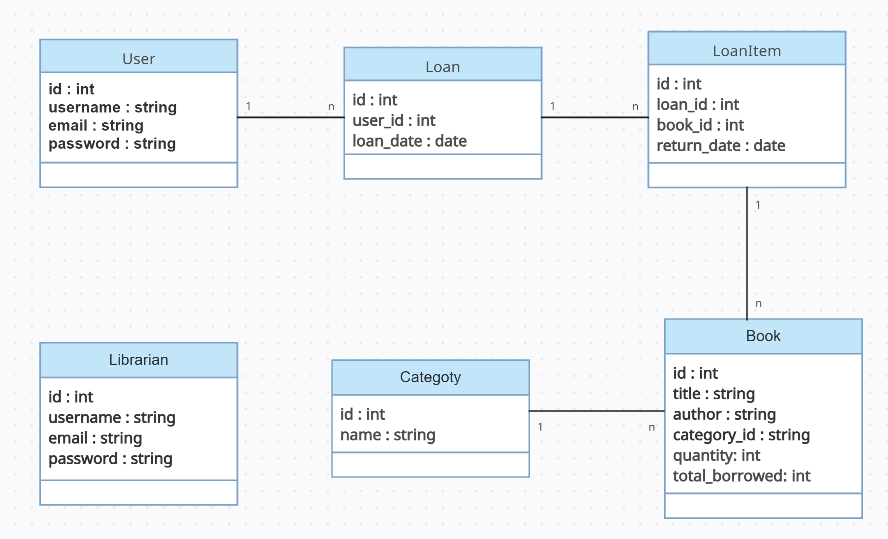 User
id : int
username : string
email : string
password : string
1
n
Loan
id : int
user_id : int
loan_date : date
1
n
LoanItem
id : int
loan_id : int
book_id : int
return_date : date
1
n
Librarian
id : int
username : string
email : string
password : string
Categoty
id : int
name : string
1
n
Book
id : int
title : string
author : string
category_id : string
quantity: int
total_borrowed: int